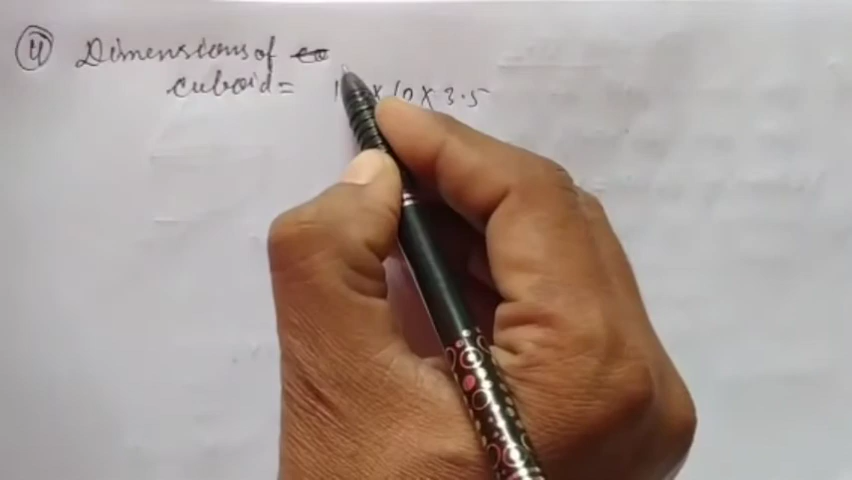 ④ Dimensions of
cuboid = × 10 × 3.5